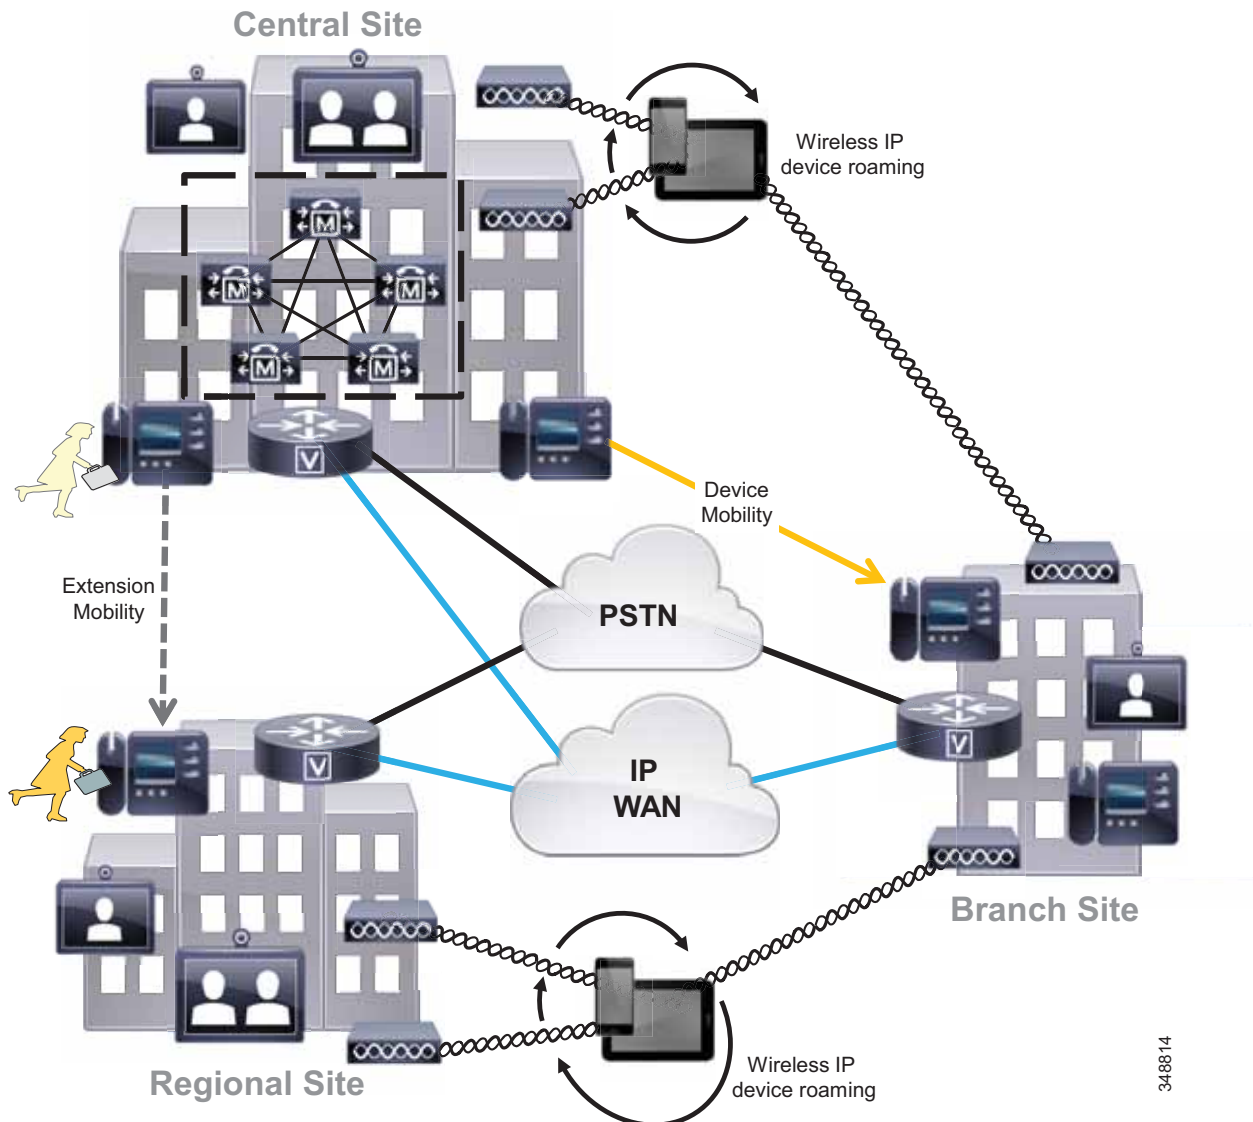 Central Site
Wireless IP
device roaming
M
M
M
M
M
V
Device
Mobility
Extension
Mobility
PSTN
V
V
IP
WAN
Branch Site
Wireless IP
device roaming
Regional Site
348814